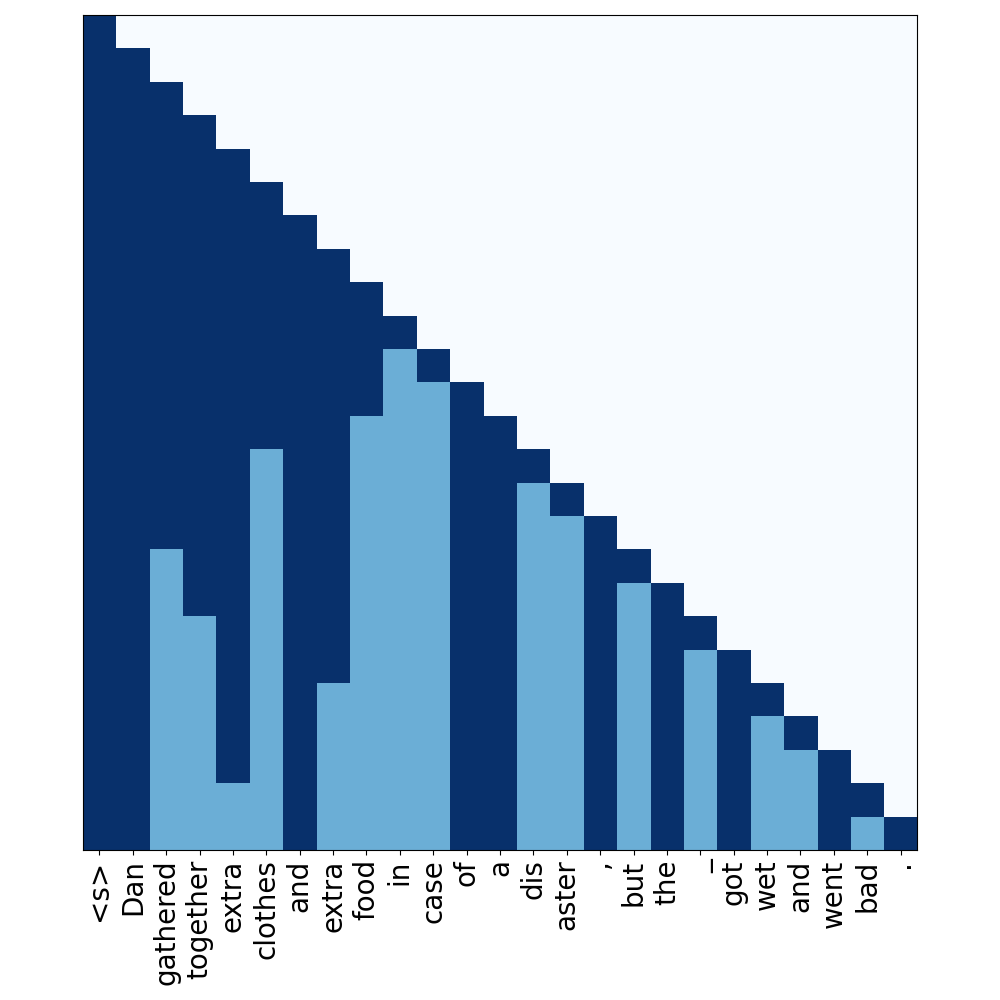 <s>
Dan
gathered
together
extra
clothes
and
extra
food
in
case
of
a
dis
aster
,
but
the
_
got
wet
and
went
bad
.